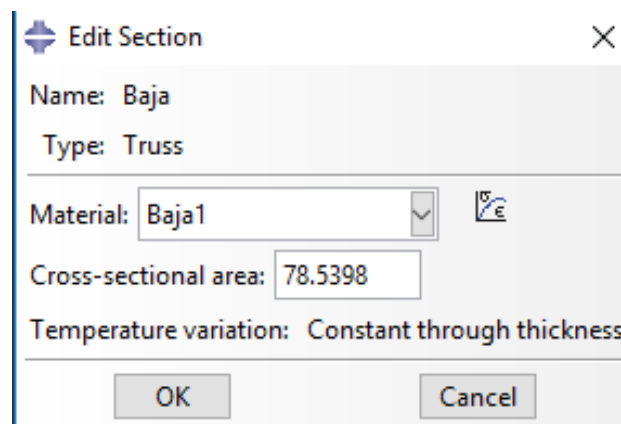 Edit Section
Name: Baja
Type: Truss
Material: Baja1
σ ε
Cross-sectional area: 78.5398
Temperature variation: Constant through thickness
OK Cancel